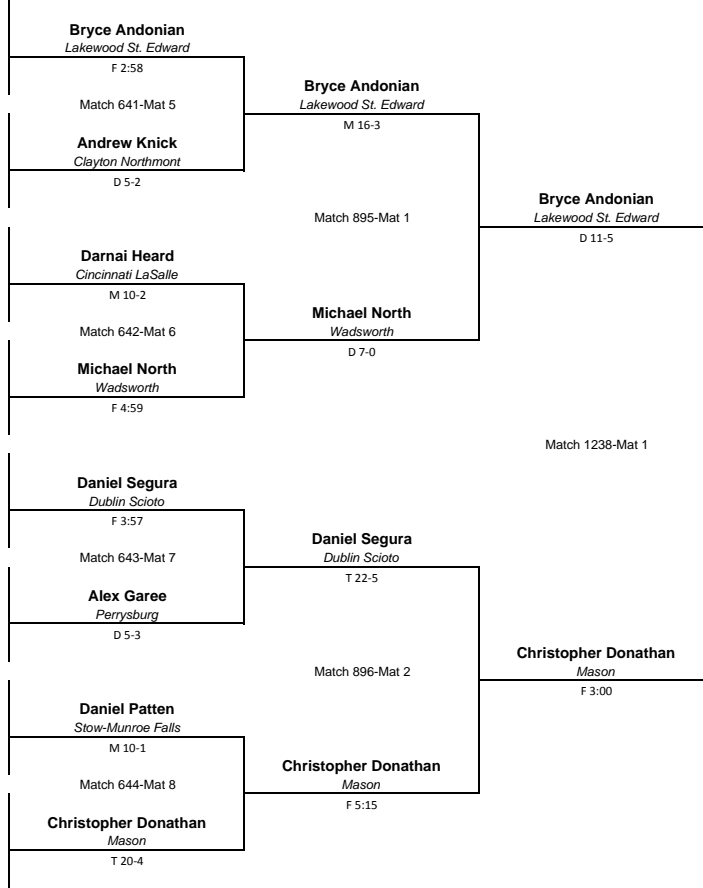 Bryce Andonian
Lakewood St. Edward
F 2:58
Match 641-Mat 5
Andrew Knick
Clayton Northmont
D 5-2
Darnai Heard
Cincinnati LaSalle
M 10-2
Match 642-Mat 6
Michael North
Wadsworth
F 4:59
Daniel Segura
Dublin Scioto
F 3:57
Match 643-Mat 7
Alex Garee
Perrysburg
D 5-3
Daniel Patten
Stow-Munroe Falls
M 10-1
Match 644-Mat 8
Christopher Donathan
Mason
T 20-4
Bryce Andonian
Lakewood St. Edward
M 16-3
Match 895-Mat 1
Michael North
Wadsworth
D 7-0
Daniel Segura
Dublin Scioto
T 22-5
Match 896-Mat 2
Christopher Donathan
Mason
F 5:15
Bryce Andonian
Lakewood St. Edward
D 11-5
Match 1238-Mat 1
Christopher Donathan
Mason
F 3:00